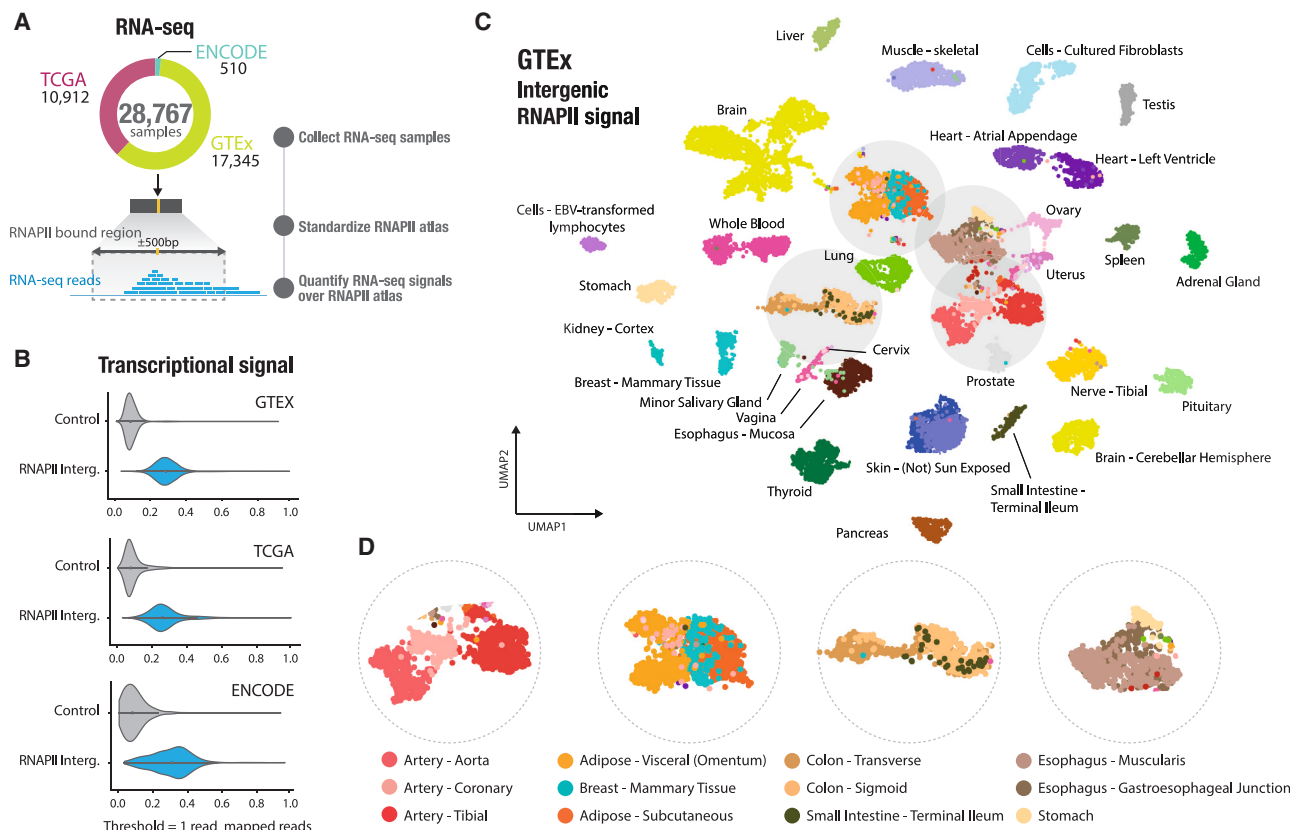 A
RNA-seq
ENCODE
510
TCGA
10,912
28,767
samples
GTEx
17,345
RNAPII bound region
±500bp
RNA-seq reads
Collect RNA-seq samples
Standardize RNAPII atlas
Quantify RNA-seq signals
over RNAPII atlas
B
Transcriptional signal
GTEX
Control
RNAPII Interg.
0.0 0.2 0.4 0.6 0.8 1.0
TCGA
Control
RNAPII Interg.
0.0 0.2 0.4 0.6 0.8 1.0
ENCODE
Control
RNAPII Interg.
0.0 0.2 0.4 0.6 0.8 1.0
Threshold = 1 read, mapped reads
C
GTEx
Intergenic
RNAPII signal
Liver
Muscle - skeletal
Cells - Cultured Fibroblasts
Testis
Brain
Heart - Atrial Appendage
Heart - Left Ventricle
Cells - EBV-transformed
lymphocytes
Whole Blood
Lung
Ovary
Uterus
Spleen
Adrenal Gland
Stomach
Kidney - Cortex
Breast - Mammary Tissue
Cervix
Minor Salivary Gland
Vagina
Esophagus - Mucosa
Prostate
Nerve - Tibial
Pituitary
Thyroid
Skin - (Not) Sun Exposed
Small Intestine -
Terminal Ileum
Brain - Cerebellar Hemisphere
Pancreas
UMAP2
UMAP1
D
Artery - Aorta
Artery - Coronary
Artery - Tibial
Adipose - Visceral (Omentum)
Breast - Mammary Tissue
Adipose - Subcutaneous
Colon - Transverse
Colon - Sigmoid
Small Intestine - Terminal Ileum
Esophagus - Muscularis
Esophagus - Gastroesophageal Junction
Stomach